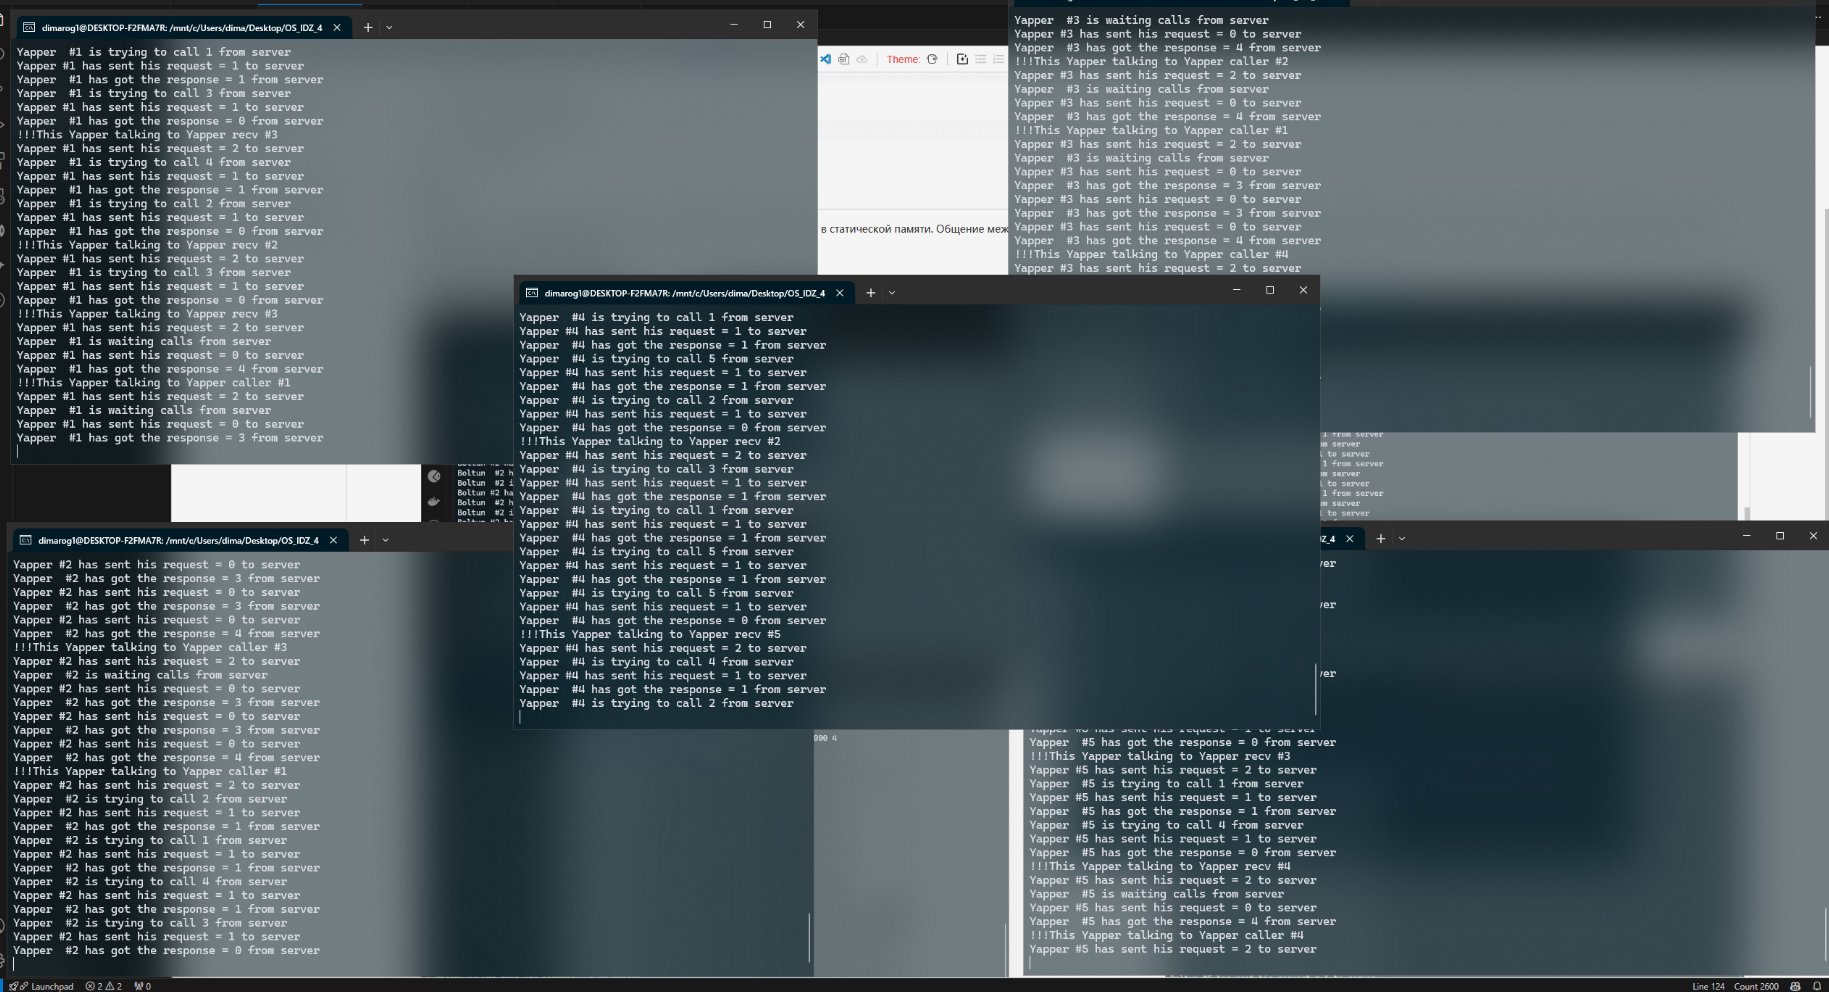 dimarog1@DESKTOP-F2FMA7R: /mnt/c/Users/dima/Desktop/OS_IDZ_4
Yapper  #1 is trying to call 1 from server
Yapper #1 has sent his request = 1 to server
Yapper  #1 has got the response = 1 from server
Yapper  #1 is trying to call 3 from server
Yapper #1 has sent his request = 1 to server
Yapper  #1 has got the response = 0 from server
!!!This Yapper talking to Yapper recv #3
Yapper #1 has sent his request = 2 to server
Yapper  #1 is trying to call 4 from server
Yapper #1 has sent his request = 1 to server
Yapper  #1 has got the response = 1 from server
Yapper  #1 is trying to call 2 from server
Yapper #1 has sent his request = 1 to server
Yapper  #1 has got the response = 0 from server
!!!This Yapper talking to Yapper recv #2
Yapper #1 has sent his request = 2 to server
Yapper  #1 is trying to call 3 from server
Yapper #1 has sent his request = 1 to server
Yapper  #1 has got the response = 0 from server
!!!This Yapper talking to Yapper recv #3
Yapper #1 has sent his request = 2 to server
Yapper  #1 is waiting calls from server
Yapper #1 has sent his request = 0 to server
Yapper  #1 has got the response = 4 from server
!!!This Yapper talking to Yapper caller #1
Yapper #1 has sent his request = 2 to server
Yapper  #1 is waiting calls from server
Yapper #1 has sent his request = 0 to server
Yapper  #1 has got the response = 3 from server
Theme:
в статической памяти. Общение меж
Yapper  #3 is waiting calls from server
Yapper #3 has sent his request = 0 to server
Yapper  #3 has got the response = 4 from server
!!!This Yapper talking to Yapper caller #2
Yapper #3 has sent his request = 2 to server
Yapper  #3 is waiting calls from server
Yapper #3 has sent his request = 0 to server
Yapper  #3 has got the response = 4 from server
!!!This Yapper talking to Yapper caller #1
Yapper #3 has sent his request = 2 to server
Yapper  #3 is waiting calls from server
Yapper #3 has sent his request = 0 to server
Yapper  #3 has got the response = 3 from server
Yapper #3 has sent his request = 0 to server
Yapper  #3 has got the response = 3 from server
Yapper #3 has sent his request = 0 to server
Yapper  #3 has got the response = 4 from server
!!!This Yapper talking to Yapper caller #4
Yapper #3 has sent his request = 2 to server
dimarog1@DESKTOP-F2FMA7R: /mnt/c/Users/dima/Desktop/OS_IDZ_4
Yapper  #4 is trying to call 1 from server
Yapper #4 has sent his request = 1 to server
Yapper  #4 has got the response = 1 from server
Yapper  #4 is trying to call 5 from server
Yapper #4 has sent his request = 1 to server
Yapper  #4 has got the response = 1 from server
Yapper  #4 is trying to call 2 from server
Yapper #4 has sent his request = 1 to server
Yapper  #4 has got the response = 0 from server
!!!This Yapper talking to Yapper recv #2
Yapper #4 has sent his request = 2 to server
Yapper  #4 is trying to call 3 from server
Yapper #4 has sent his request = 1 to server
Yapper  #4 has got the response = 1 from server
Yapper  #4 is trying to call 1 from server
Yapper #4 has sent his request = 1 to server
Yapper  #4 has got the response = 1 from server
Yapper  #4 is trying to call 5 from server
Yapper #4 has sent his request = 1 to server
Yapper  #4 has got the response = 1 from server
Yapper  #4 is trying to call 5 from server
Yapper #4 has sent his request = 1 to server
Yapper  #4 has got the response = 0 from server
!!!This Yapper talking to Yapper recv #5
Yapper #4 has sent his request = 2 to server
Yapper  #4 is trying to call 4 from server
Yapper #4 has sent his request = 1 to server
Yapper  #4 has got the response = 1 from server
Yapper  #4 is trying to call 2 from server
Boltun  #2 h
Boltun  #2 i
Boltun #2 ha
Boltun  #2 h
Boltun  #2 i
1 from server
m server
1 to server
1 from server
m server
1 to server
1 from server
om server
1 to server
dimarog1@DESKTOP-F2FMA7R: /mnt/c/Users/dima/Desktop/OS_IDZ_4
Yapper #2 has sent his request = 0 to server
Yapper  #2 has got the response = 3 from server
Yapper #2 has sent his request = 0 to server
Yapper  #2 has got the response = 3 from server
Yapper #2 has sent his request = 0 to server
Yapper  #2 has got the response = 4 from server
!!!This Yapper talking to Yapper caller #3
Yapper #2 has sent his request = 2 to server
Yapper  #2 is waiting calls from server
Yapper #2 has sent his request = 0 to server
Yapper  #2 has got the response = 3 from server
Yapper #2 has sent his request = 0 to server
Yapper  #2 has got the response = 3 from server
Yapper #2 has sent his request = 0 to server
Yapper  #2 has got the response = 4 from server
!!!This Yapper talking to Yapper caller #1
Yapper #2 has sent his request = 2 to server
Yapper  #2 is trying to call 2 from server
Yapper #2 has sent his request = 1 to server
Yapper  #2 has got the response = 1 from server
Yapper  #2 is trying to call 1 from server
Yapper #2 has sent his request = 1 to server
Yapper  #2 has got the response = 1 from server
Yapper  #2 is trying to call 4 from server
Yapper #2 has sent his request = 1 to server
Yapper  #2 has got the response = 1 from server
Yapper  #2 is trying to call 3 from server
Yapper #2 has sent his request = 1 to server
Yapper  #2 has got the response = 0 from server
000 4
Z_4
ver
ver
ver
Yapper  #5 has got the response = 0 from server
!!!This Yapper talking to Yapper recv #3
Yapper #5 has sent his request = 2 to server
Yapper  #5 is trying to call 1 from server
Yapper #5 has sent his request = 1 to server
Yapper  #5 has got the response = 1 from server
Yapper  #5 is trying to call 4 from server
Yapper #5 has sent his request = 1 to server
Yapper  #5 has got the response = 0 from server
!!!This Yapper talking to Yapper recv #4
Yapper #5 has sent his request = 2 to server
Yapper  #5 is waiting calls from server
Yapper #5 has sent his request = 0 to server
Yapper  #5 has got the response = 4 from server
!!!This Yapper talking to Yapper caller #4
Yapper #5 has sent his request = 2 to server
Launchpad 2 2 0
Line 124 Count 2600